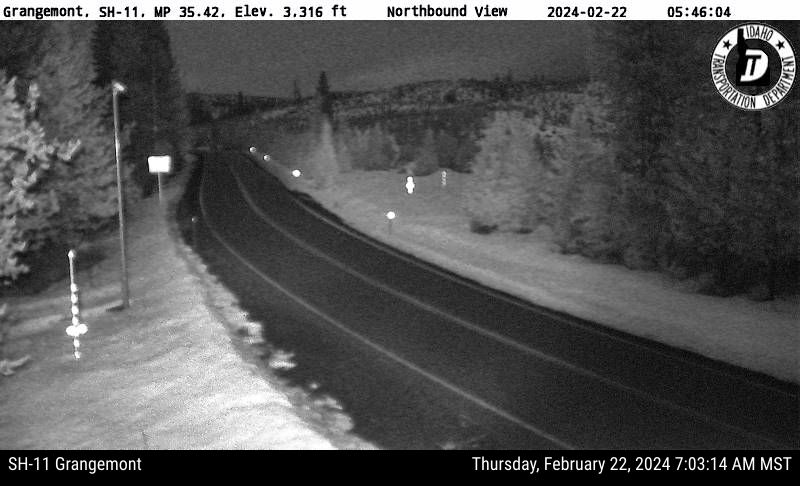 Grangemont, SH-11, MP 35.42, Elev. 3,316 ft Northbound View 2024-02-22 05:46:04
IDAHO
TRANSPORTATION DEPARTMENT
SH-11 Grangemont Thursday, February 22, 2024 7:03:14 AM MST